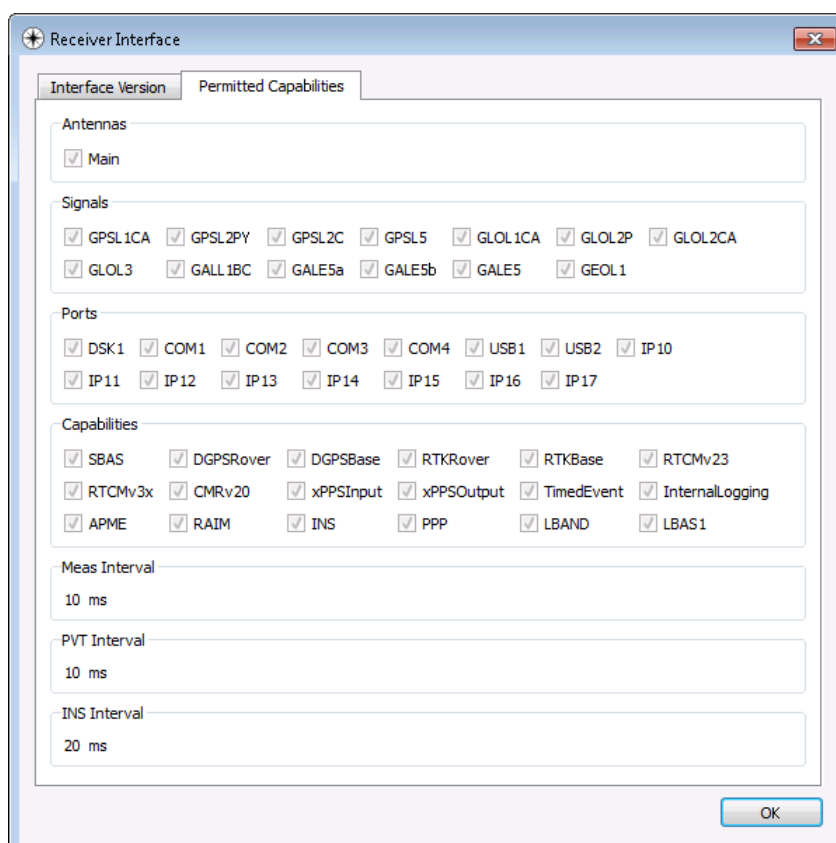 Receiver Interface
Interface Version Permitted Capabilities
Antennas
Main
Signals
GPSL1CA GPSL2PY GPSL2C GPSL5 GLOL1CA GLOL2P GLOL2CA
GLOL3 GALL1BC GALE5a GALE5b GALE5 GEOL1
Ports
DSK1 COM1 COM2 COM3 COM4 USB1 USB2 IP10
IP11 IP12 IP13 IP14 IP15 IP16 IP17
Capabilities
SBAS DGPSRover DGPSBase RTKRover RTKBase RTCMv23
RTCMv3x CMRv20 xPPSInput xPPSOutput TimedEvent InternalLogging
APME RAIM INS PPP LBAND LBAS1
Meas Interval
10 ms
PVT Interval
10 ms
INS Interval
20 ms
OK